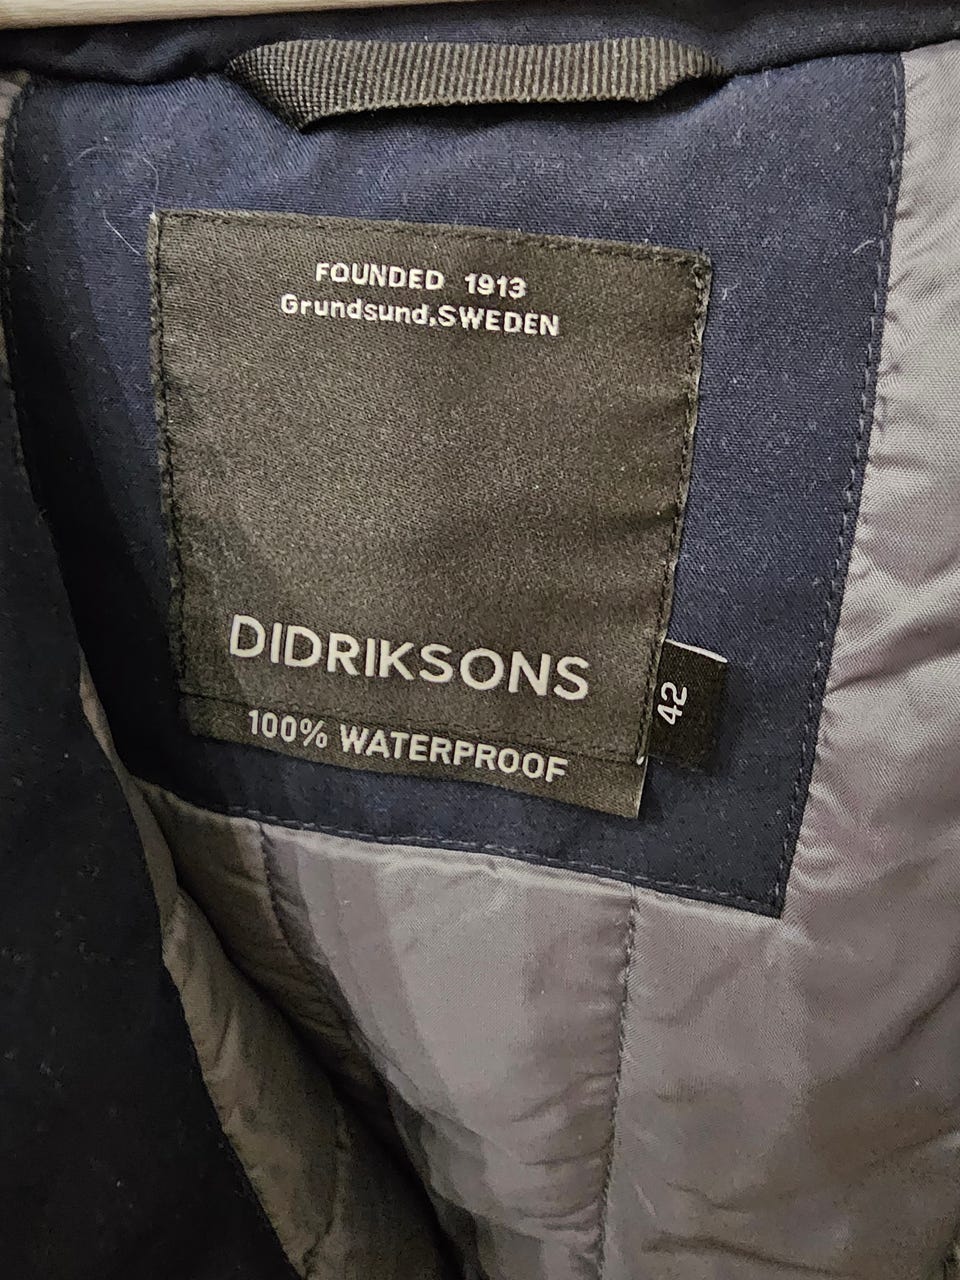 FOUNDED 1913
Grundsund,SWEDEN
DIDRIKSONS
100% WATERPROOF
42